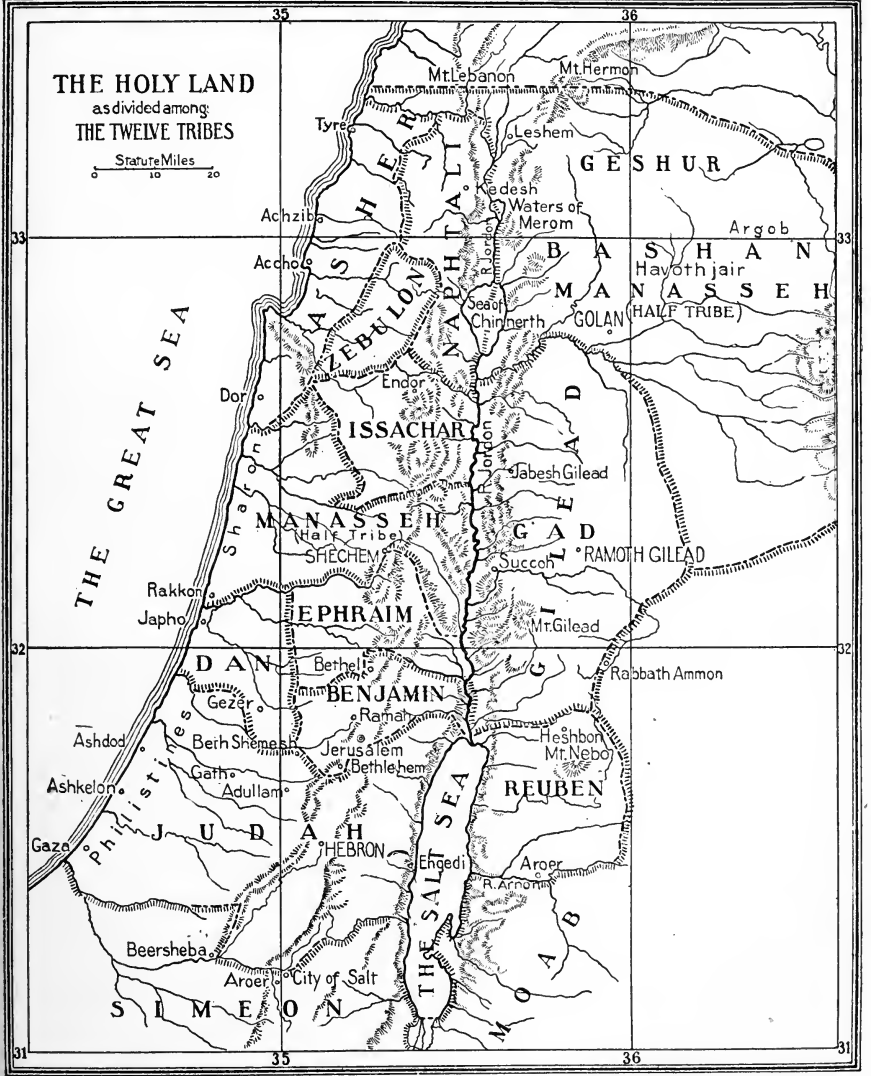 35
36
THE HOLY LAND
as divided among
THE TWELVE TRIBES
Statute Miles
0 10 20
Mt. Lebanon
Mt. Hermon
Tyre
Leshem
GESHUR
ASHER
NAPHTALI
Kedesh
Waters of
Merom
Achzib
33
33
R. Jordon
Argob
BASHAN
Accho
Havoth jair
MANASSEH
(HALF TRIBE)
Sea of
Chinnerth
GOLAN
ZEBULON
THE GREAT SEA
Endor
Dor
ISSACHAR
R. Jordon
Jabesh Gilead
GILEAD
Sharon
MANASSEH
(Half Tribe)
SHECHEM
GAD
RAMOTH GILEAD
Succoh
Rakkon
Japho
EPHRAIM
Mt. Gilead
32
32
DAN
Bethel
Rabbath Ammon
BENJAMIN
Gezer
Ramah
Heshbon
Mt. Nebo
Ashdod
Beth Shemesh
Jerusalem
Bethlehem
Philistines
Gath
Adullam
Ashkelon
REUBEN
THE SALT SEA
JUDAH
Gaza
HEBRON
Engedi
Aroer
R. Arnon
MOAB
Beersheba
Aroer
City of Salt
SIMEON
31
31
35
36